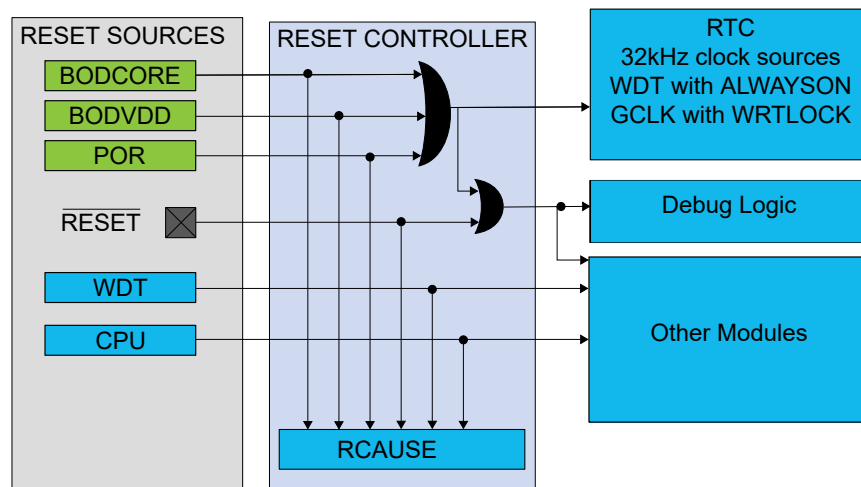 RESET SOURCES
BODCORE
BODVDD
POR
RESET
WDT
CPU
RESET CONTROLLER
RCAUSE
RTC
32kHz clock sources
WDT with ALWAYSON
GCLK with WRTLOCK
Debug Logic
Other Modules